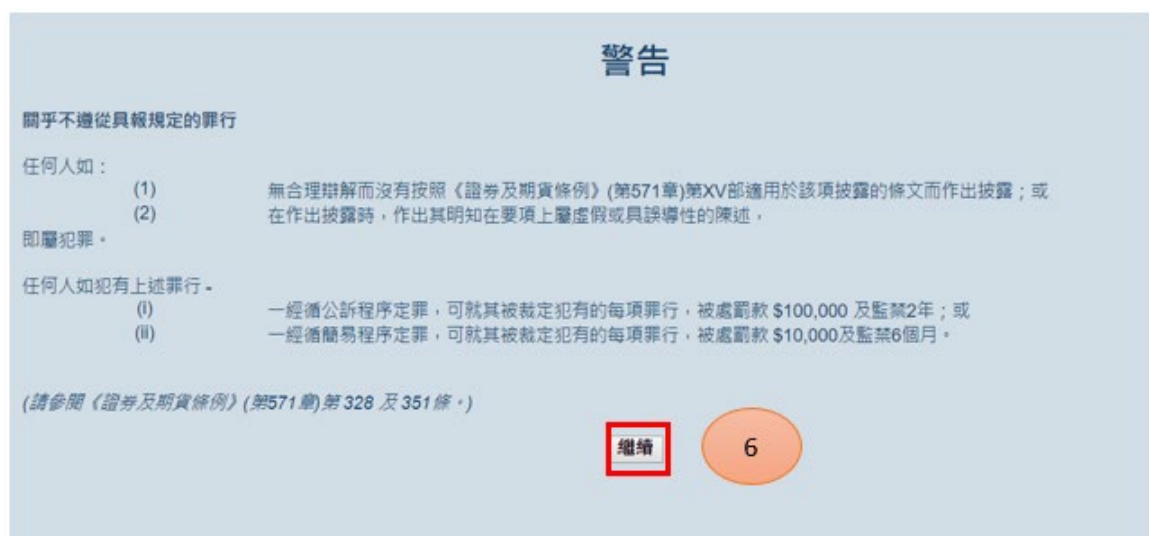 警告
關乎不遵從具報規定的罪行
任何人如：
(1) 無合理辯解而沒有按照《證券及期貨條例》(第571章)第XV部適用於該項披露的條文而作出披露；或
(2) 在作出披露時，作出其明知在要項上屬虛假或具誤導性的陳述，
即屬犯罪。
任何人如犯有上述罪行 -
(i) 一經循公訴程序定罪，可就其被裁定犯有的每項罪行，被處罰款 $100,000 及監禁2年；或
(ii) 一經循簡易程序定罪，可就其被裁定犯有的每項罪行，被處罰款 $10,000及監禁6個月。
(請參閱《證券及期貨條例》(第571章)第 328 及 351條。)
繼續
6